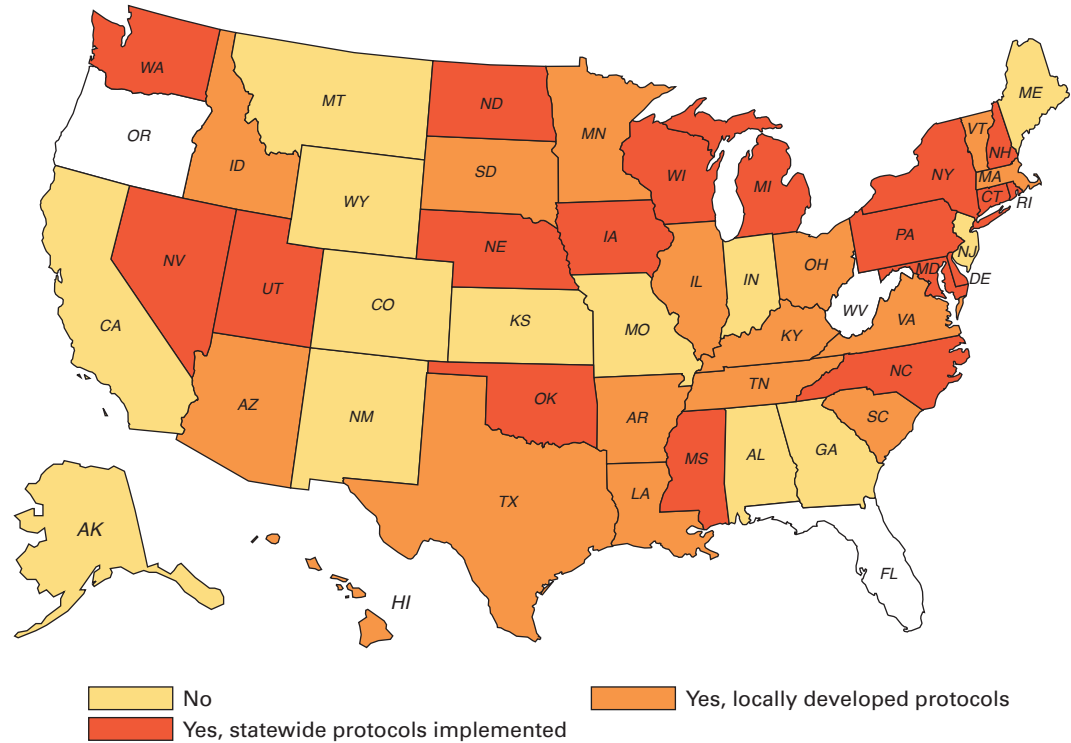 WA
MT
ND
MN
ME
VT
NH
OR
ID
SD
WI
MI
NY
MA
CT
RI
WY
NV
UT
NE
IA
PA
NJ
IL
IN
OH
MD
DE
CO
KS
MO
WV
VA
CA
KY
AZ
NM
OK
AR
TN
NC
SC
MS
AL
GA
LA
TX
AK
HI
FL
No
Yes, locally developed protocols
Yes, statewide protocols implemented